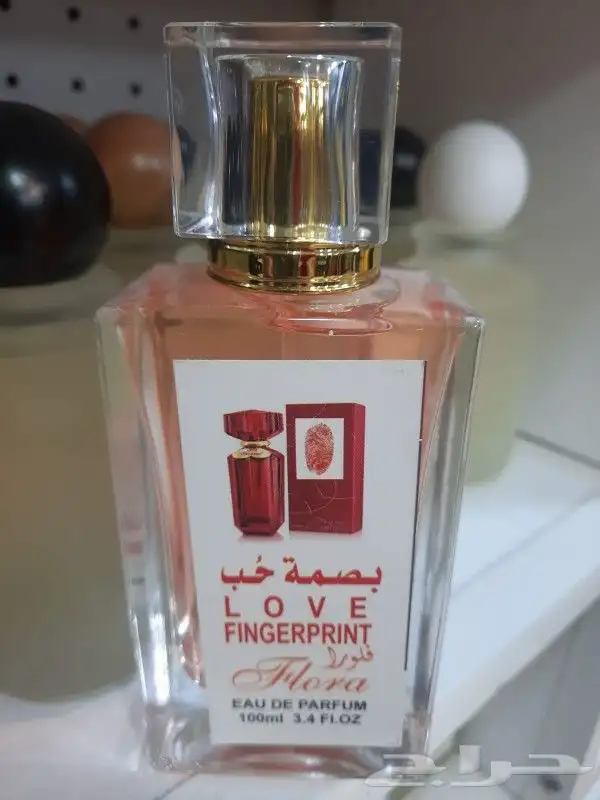 بصمة حُب
LOVE
FINGERPRINT
فلورا
Flora
EAU DE PARFUM
100ml 3.4 Fl.OZ
حراج